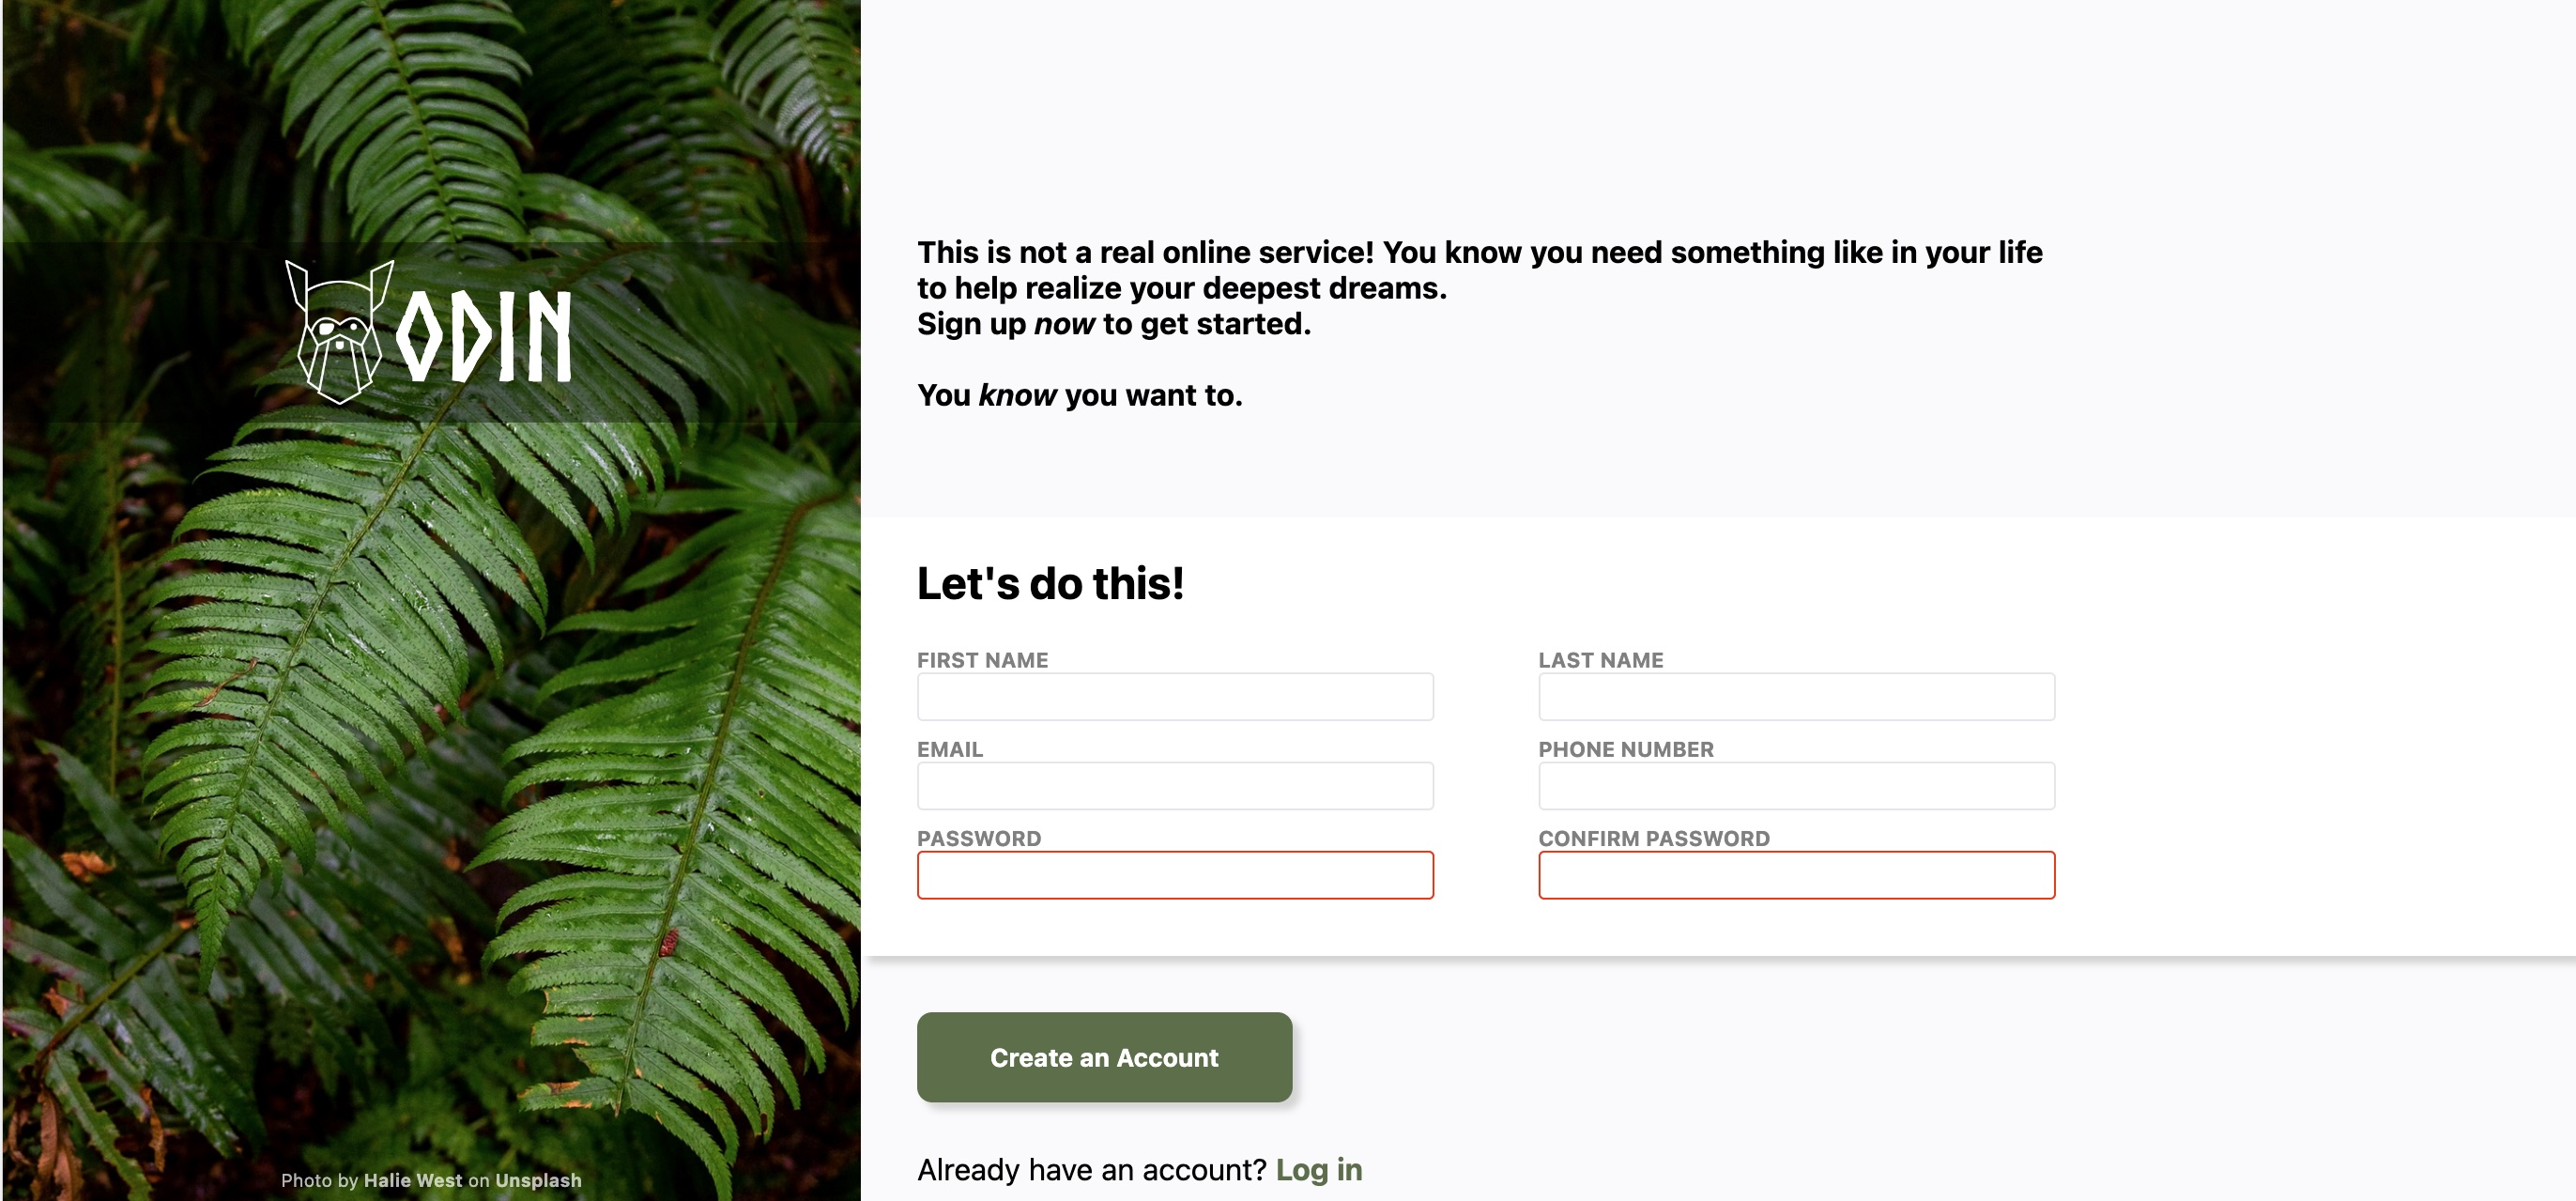 ODIN
Photo by Halie West on Unsplash
This is not a real online service! You know you need something like in your life
to help realize your deepest dreams.
Sign up now to get started.
You know you want to.
Let's do this!
FIRST NAME
LAST NAME
EMAIL
PHONE NUMBER
PASSWORD
CONFIRM PASSWORD
Create an Account
Already have an account? Log in